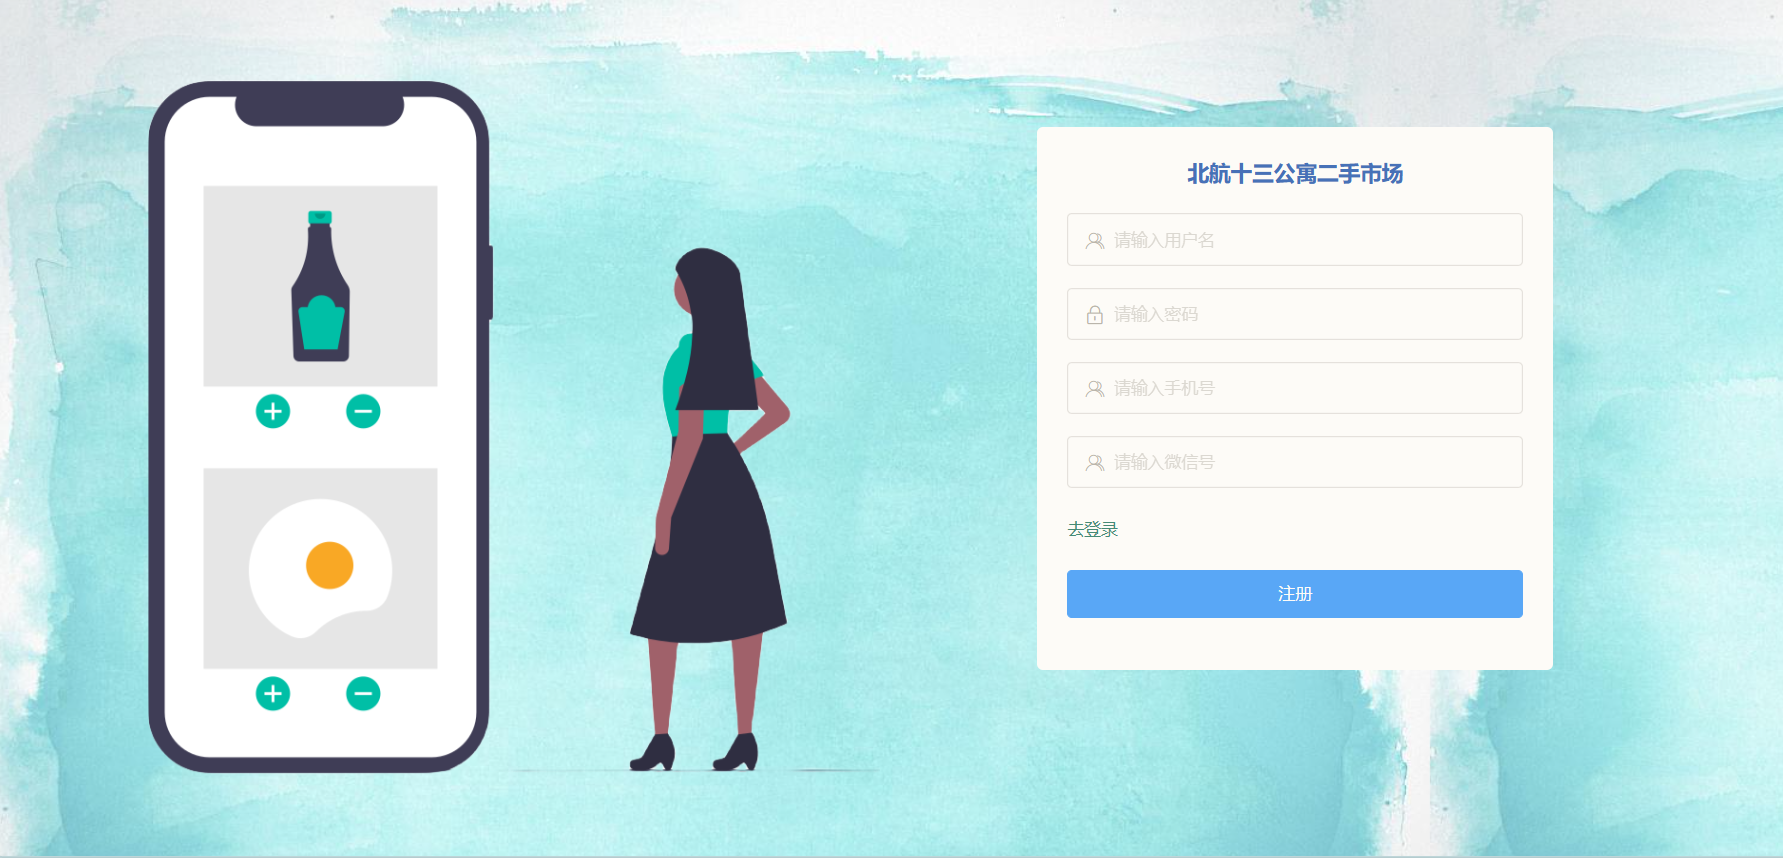 北航十三公寓二手市场
请输入用户名
请输入密码
请输入手机号
请输入微信号
去登录
注册